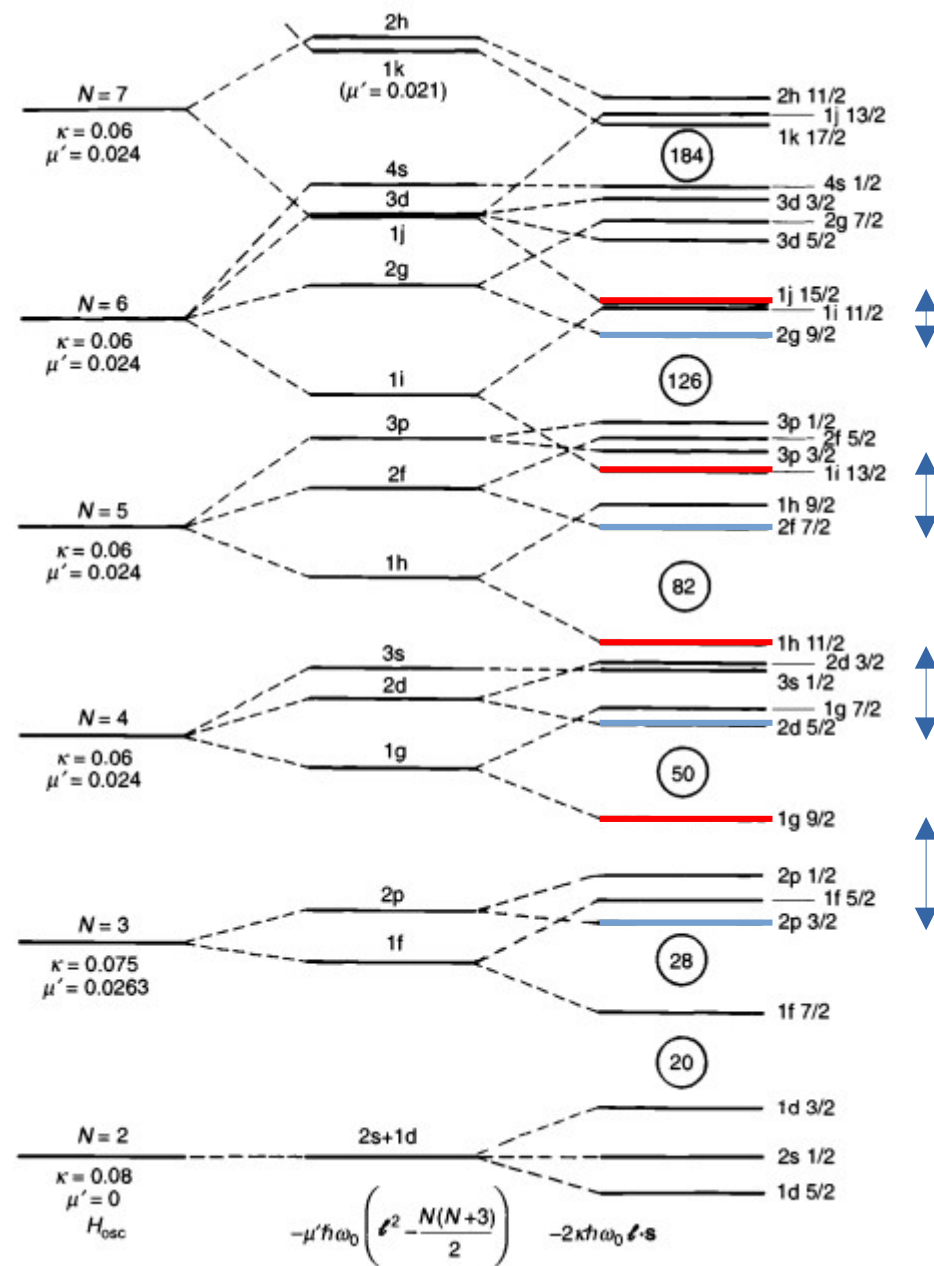 2h
1k
(μ' = 0.021)
N = 7
κ = 0.06
μ' = 0.024
2h 11/2
1j 13/2
1k 17/2
184
4s
3d
1j
2g
4s 1/2
3d 3/2
2g 7/2
3d 5/2
N = 6
κ = 0.06
μ' = 0.024
1j 15/2
1i 11/2
2g 9/2
126
1i
3p
2f
3p 1/2
2f 5/2
3p 3/2
1i 13/2
N = 5
κ = 0.06
μ' = 0.024
1h 9/2
2f 7/2
1h
82
1h 11/2
3s
2d
2d 3/2
3s 1/2
N = 4
κ = 0.06
μ' = 0.024
1g 7/2
2d 5/2
1g
50
1g 9/2
2p
1f
2p 1/2
1f 5/2
2p 3/2
N = 3
κ = 0.075
μ' = 0.0263
28
1f 7/2
20
1d 3/2
N = 2
κ = 0.08
μ' = 0
H_osc
2s+1d
2s 1/2
1d 5/2
-μ'ħω₀(ℓ² - N(N+3)/2)
-2κħω₀ℓ·s